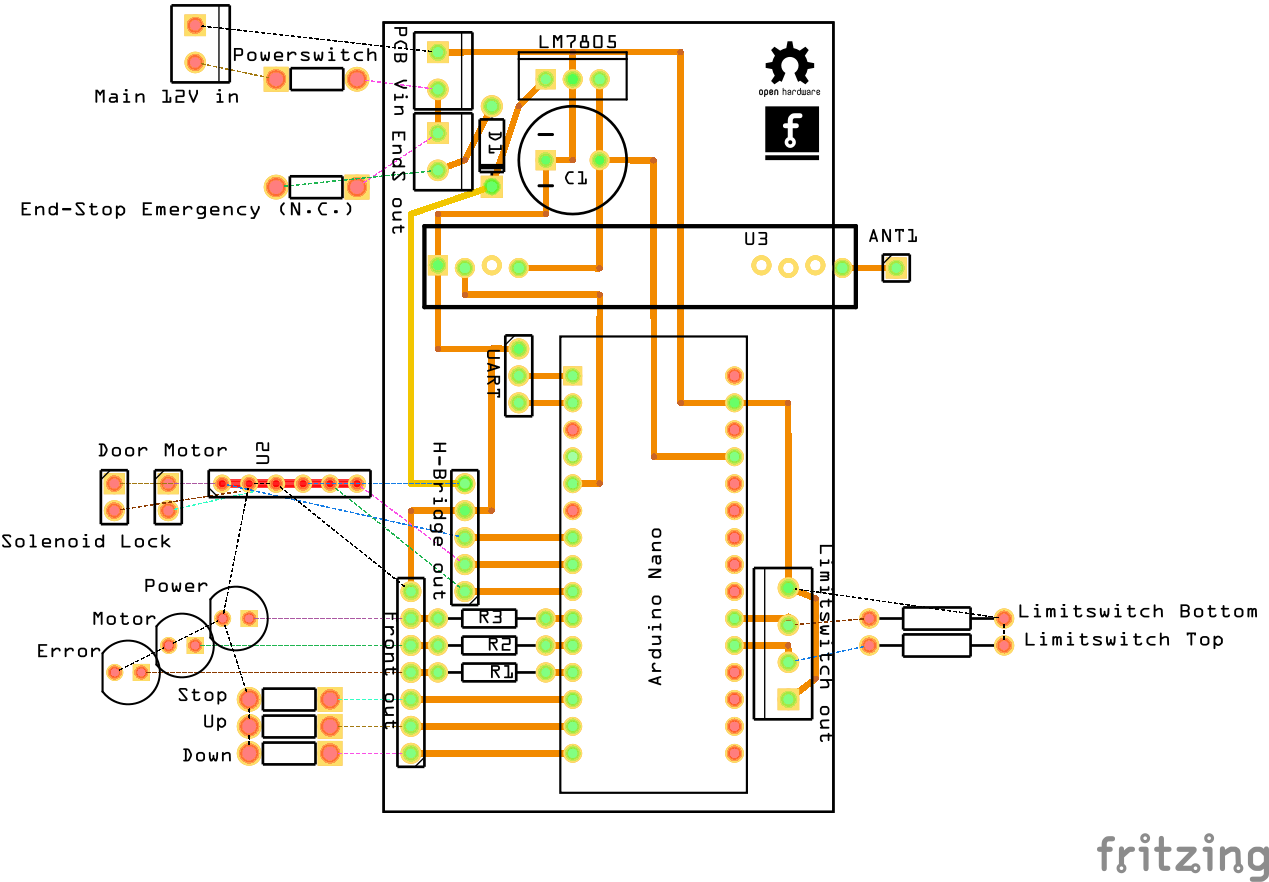 Main 12V in
Powerswitch
End-Stop Emergency (N.C.)
PCB Vin
EndS out
LM7805
D1
C1
open hardware
f
U3
ANT1
UART
Door Motor
U2
Solenoid Lock
H-Bridge out
Arduino Nano
Power
Motor
Error
Stop
Up
Down
Front out
R3
R2
R1
Limitswitch out
Limitswitch Bottom
Limitswitch Top
fritzing